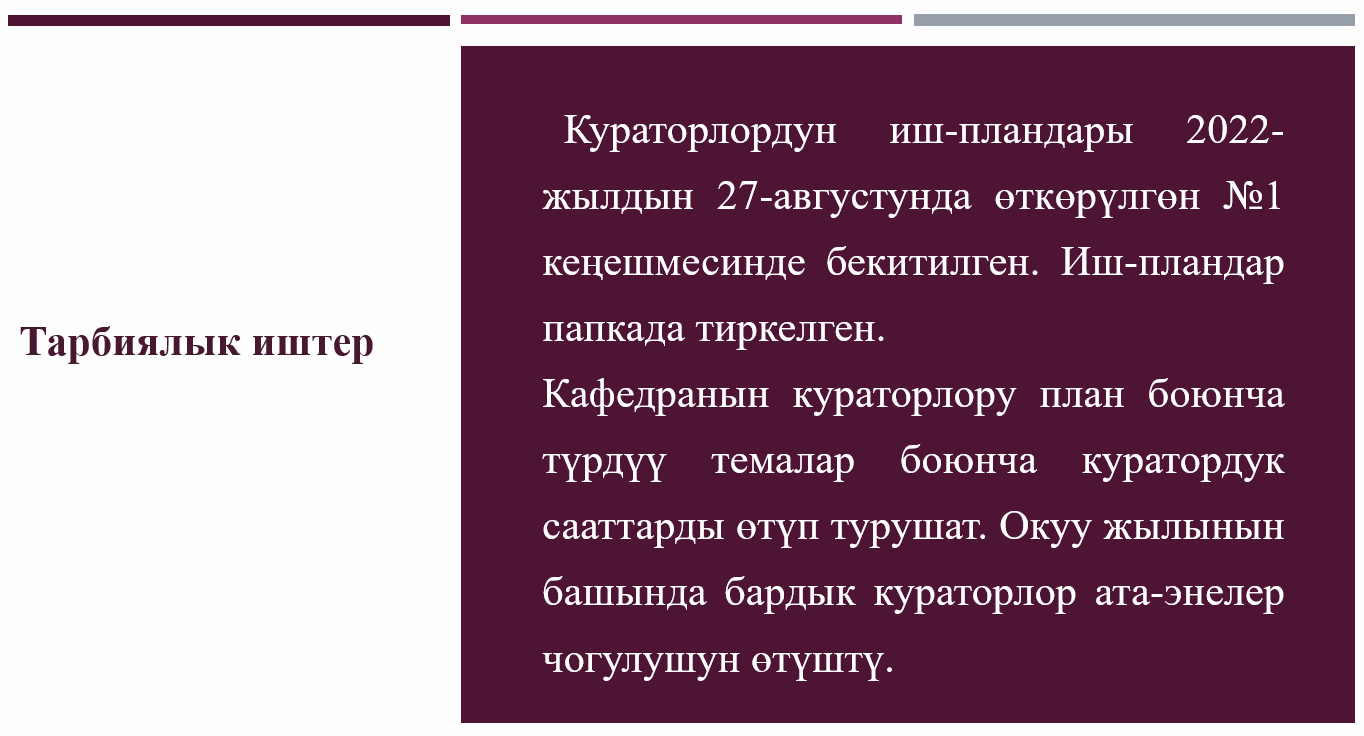 Тарбиялык иштер
Кураторлордун иш-пландары 2022-
жылдын 27-августунда өткөрүлгөн №1
кеңешмесинде бекитилген. Иш-пландар
папкада тиркелген.
Кафедранын кураторлору план боюнча
түрдүү темалар боюнча куратордук
сааттарды өтүп турушат. Окуу жылынын
башында бардык кураторлор ата-энелер
чогулушун өтүштү.